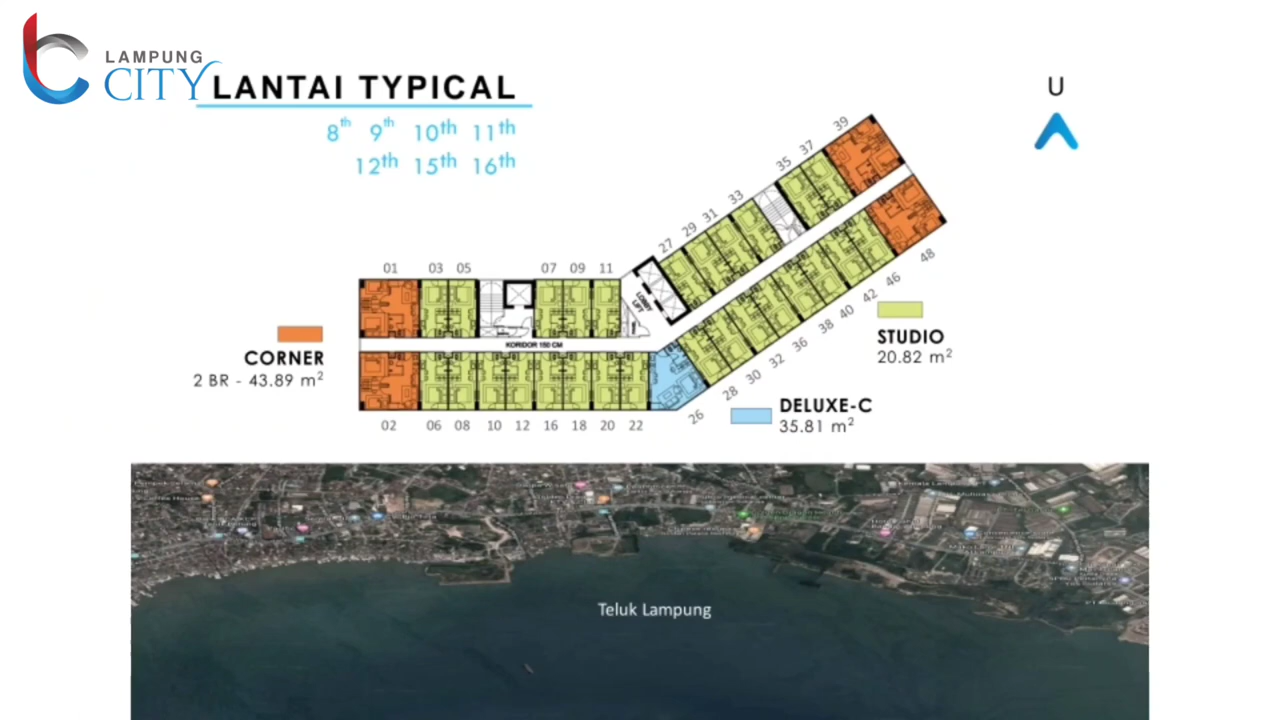 LAMPUNG
CITY
LANTAI TYPICAL
8th 9th 10th 11th
12th 15th 16th
U
39
37
35
33
31
29
27
01 03 05 07 09 11
LOBBY
LIFT
KORIDOR 150 CM
CORNER
2 BR - 43.89 m²
STUDIO
20.82 m²
DELUXE-C
35.81 m²
02 06 08 10 12 16 18 20 22
26
28
30
32
36
38
40
42
46
48
Teluk Lampung